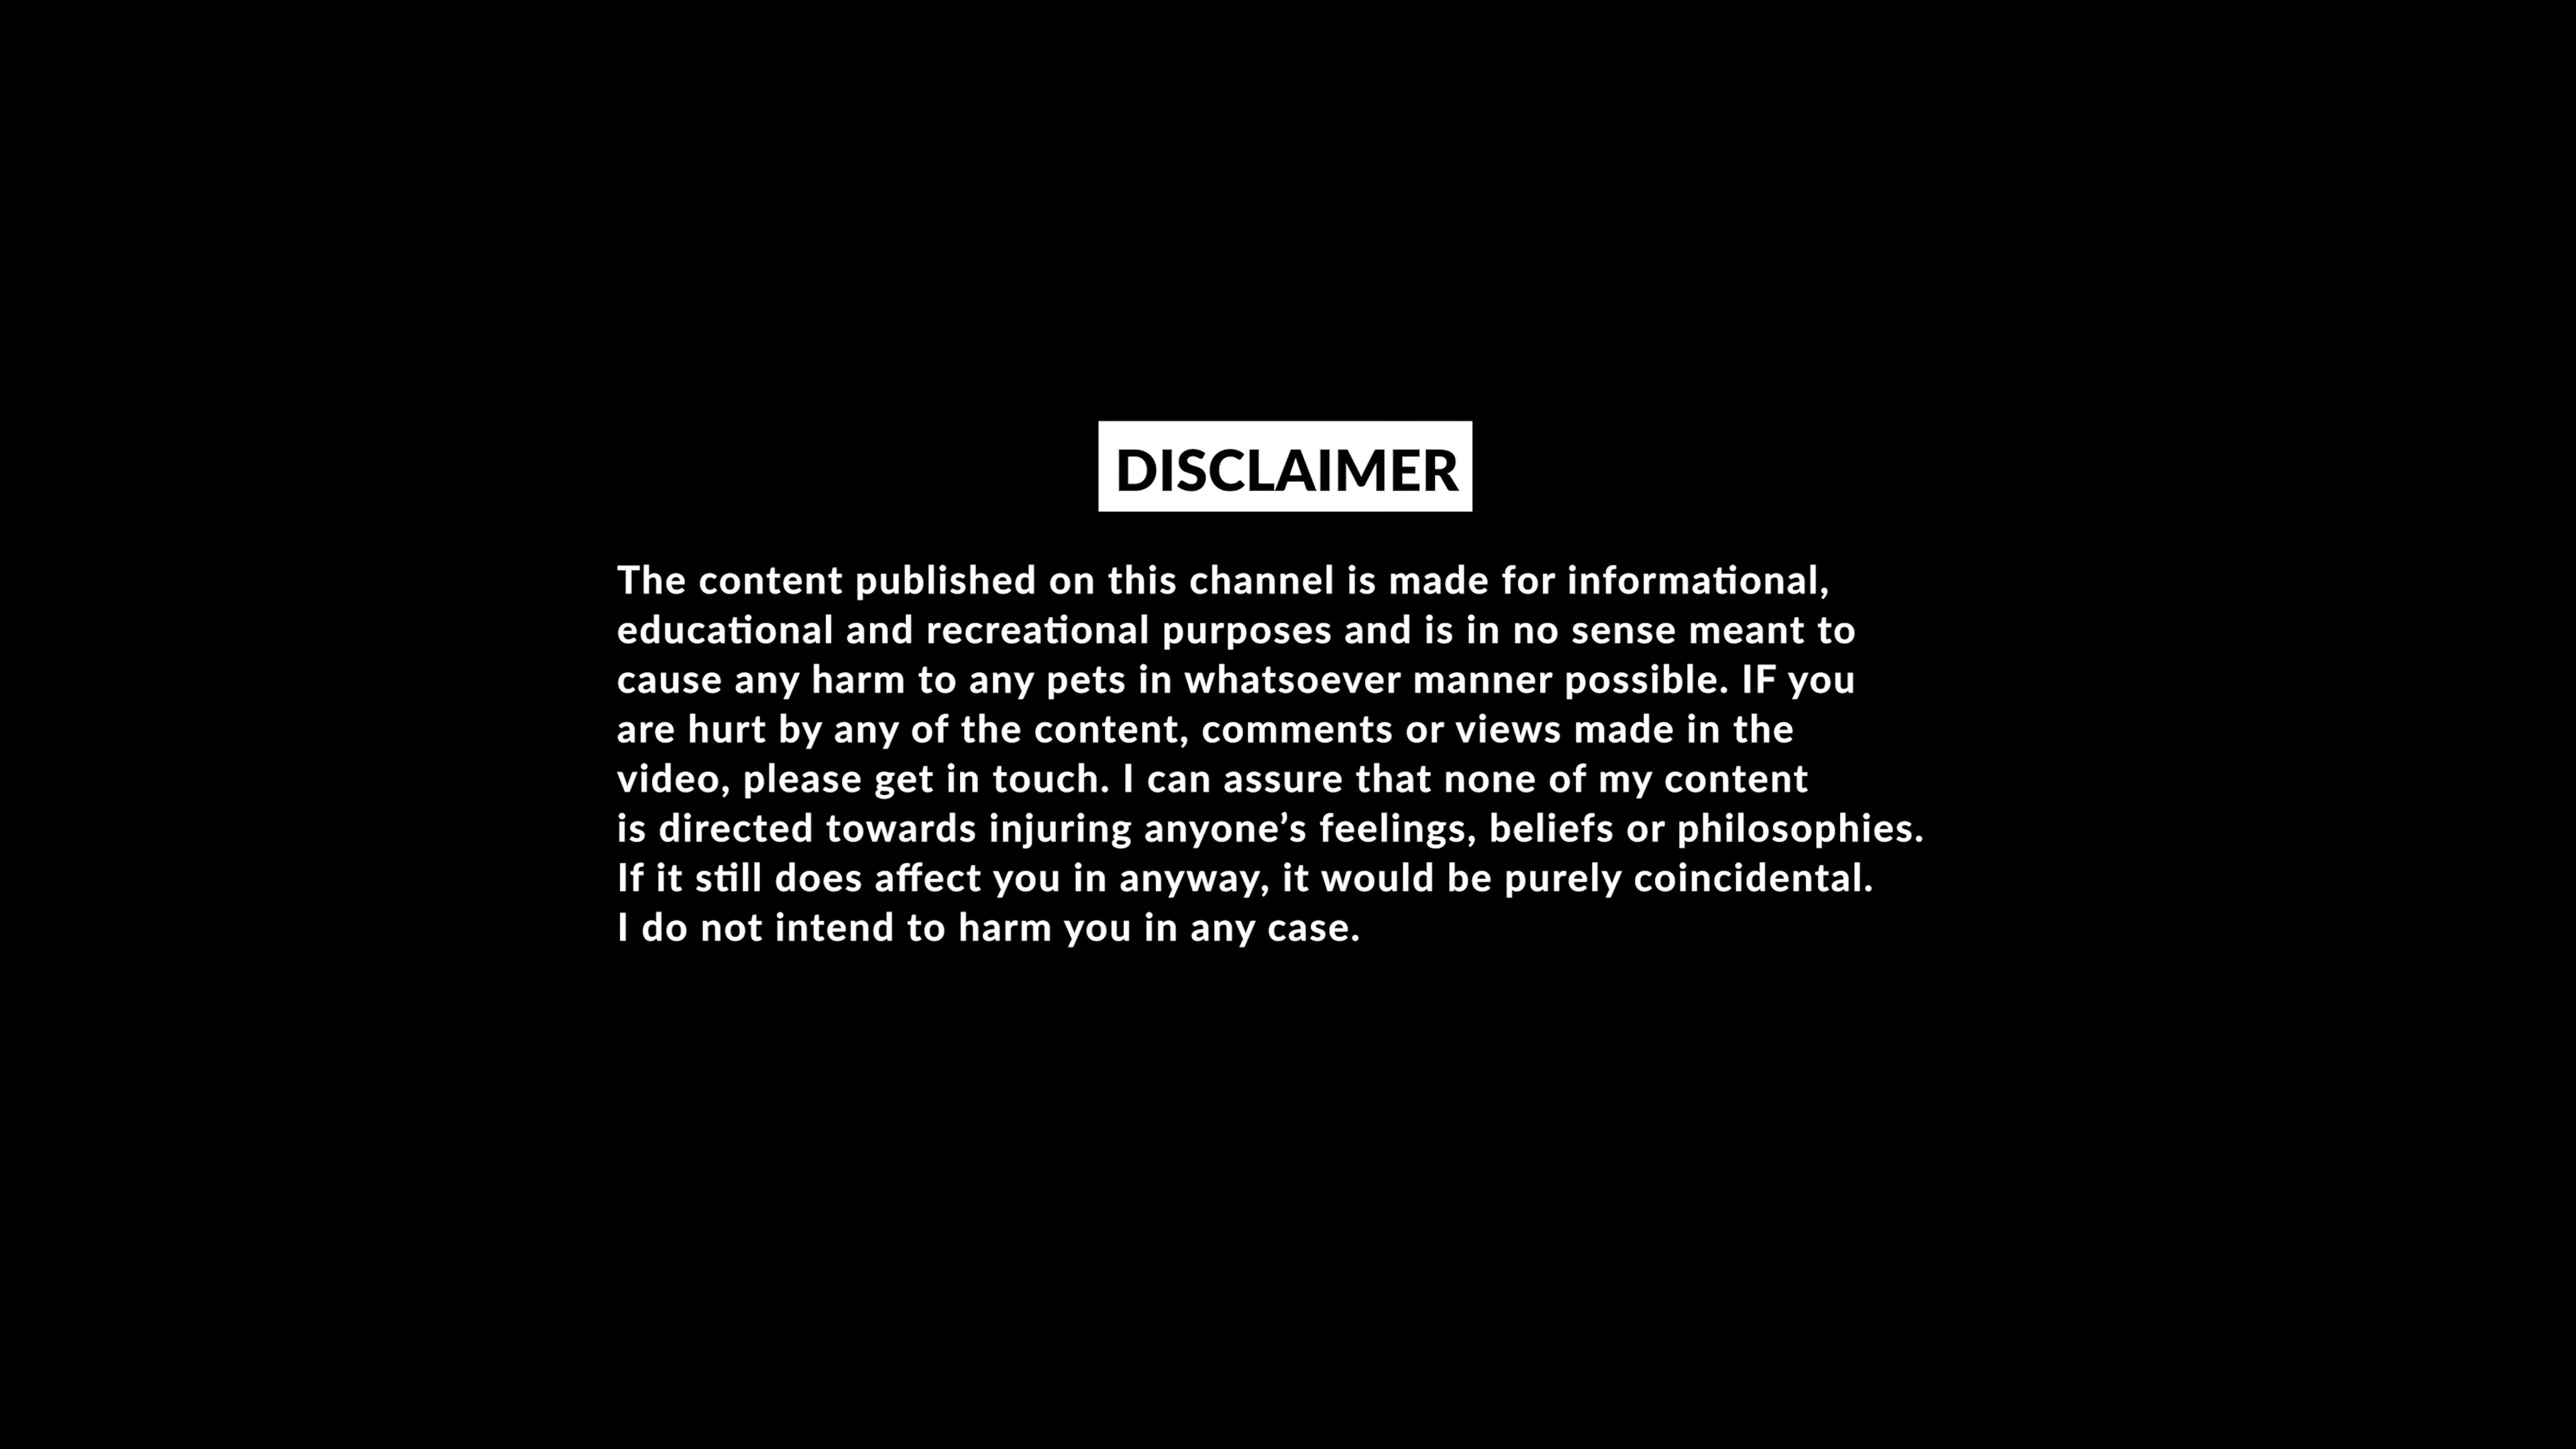 DISCLAIMER
The content published on this channel is made for informational,
educational and recreational purposes and is in no sense meant to
cause any harm to any pets in whatsoever manner possible. IF you
are hurt by any of the content, comments or views made in the
video, please get in touch. I can assure that none of my content
is directed towards injuring anyone’s feelings, beliefs or philosophies.
If it still does affect you in anyway, it would be purely coincidental.
I do not intend to harm you in any case.